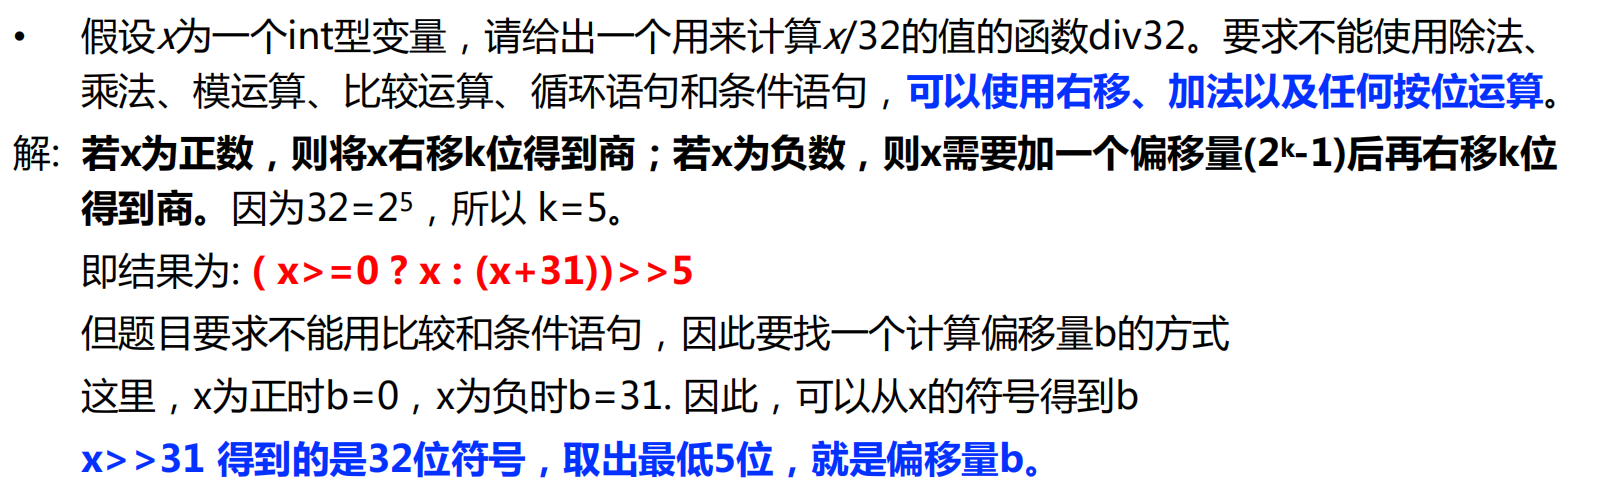 • 假设x为一个int型变量，请给出一个用来计算x/32的值的函数div32。要求不能使用除法、
乘法、模运算、比较运算、循环语句和条件语句，可以使用右移、加法以及任何按位运算。
解: 若x为正数，则将x右移k位得到商；若x为负数，则x需要加一个偏移量(2ᵏ-1)后再右移k位
得到商。因为32=2⁵，所以 k=5。
即结果为: ( x>=0 ? x : (x+31))>>5
但题目要求不能用比较和条件语句，因此要找一个计算偏移量b的方式
这里，x为正时b=0，x为负时b=31. 因此，可以从x的符号得到b
x>>31 得到的是32位符号，取出最低5位，就是偏移量b。